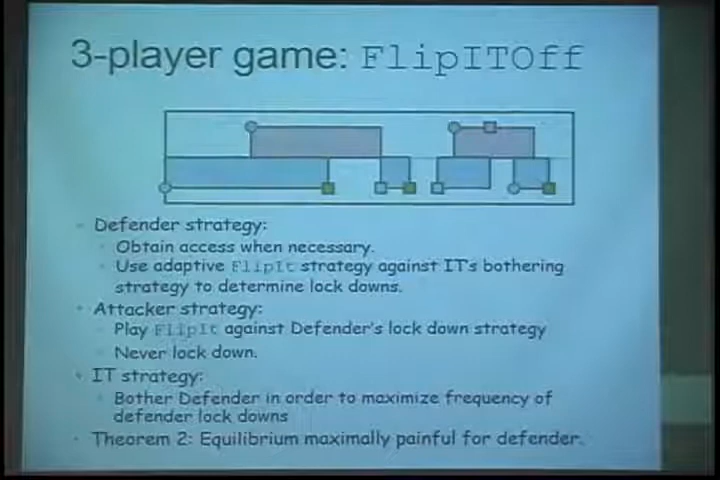 3-player game: FlipITOff
Defender strategy:
Obtain access when necessary.
Use adaptive FlipIt strategy against IT's bothering
strategy to determine lock downs.
Attacker strategy:
Play FlipIt against Defender's lock down strategy
Never lock down.
IT strategy:
Bother Defender in order to maximize frequency of
defender lock downs
Theorem 2: Equilibrium maximally painful for defender.